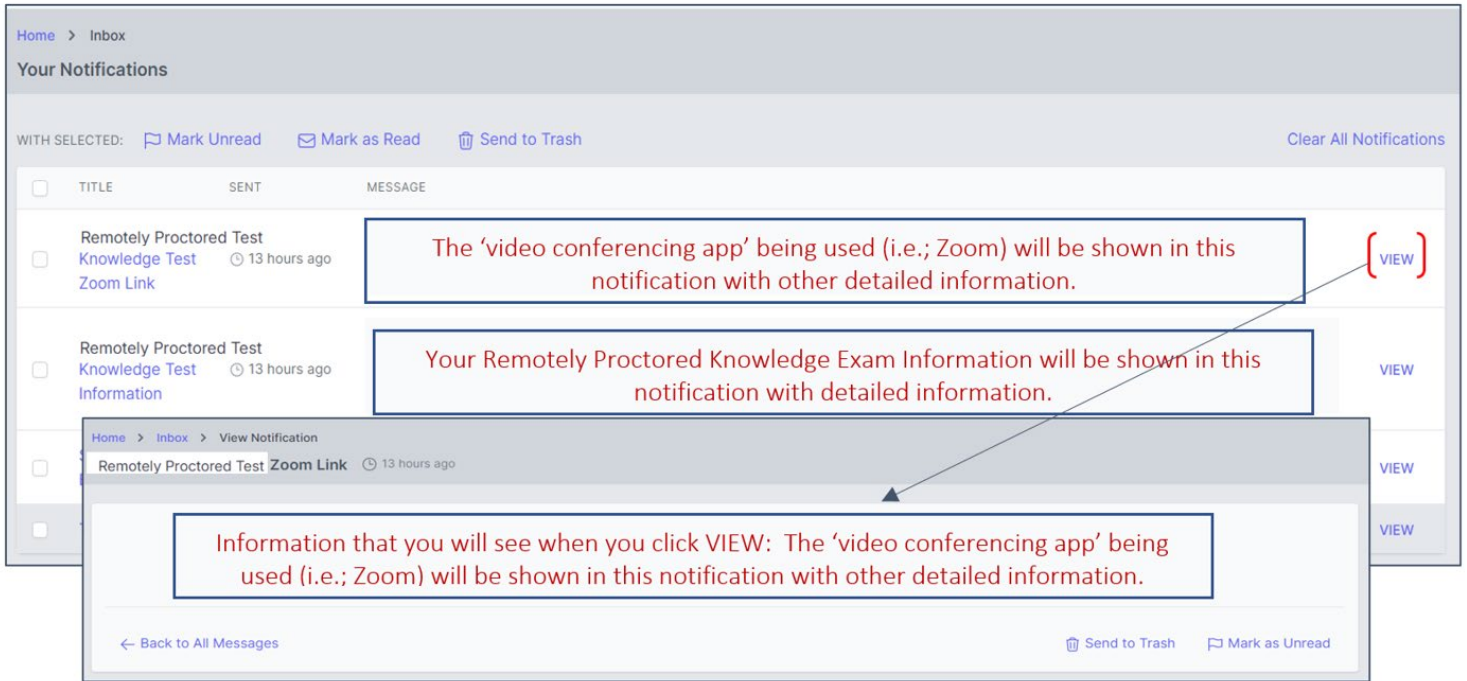 Home > Inbox
Your Notifications
WITH SELECTED: Mark Unread Mark as Read Send to Trash Clear All Notifications
TITLE SENT MESSAGE
Remotely Proctored Test
Knowledge Test 13 hours ago
Zoom Link
The ‘video conferencing app’ being used (i.e.; Zoom) will be shown in this
notification with other detailed information.
VIEW
Remotely Proctored Test
Knowledge Test 13 hours ago
Information
Your Remotely Proctored Knowledge Exam Information will be shown in this
notification with detailed information.
VIEW
VIEW
VIEW
Home > Inbox > View Notification
Remotely Proctored Test Zoom Link 13 hours ago
Information that you will see when you click VIEW: The ‘video conferencing app’ being
used (i.e.; Zoom) will be shown in this notification with other detailed information.
← Back to All Messages Send to Trash Mark as Unread